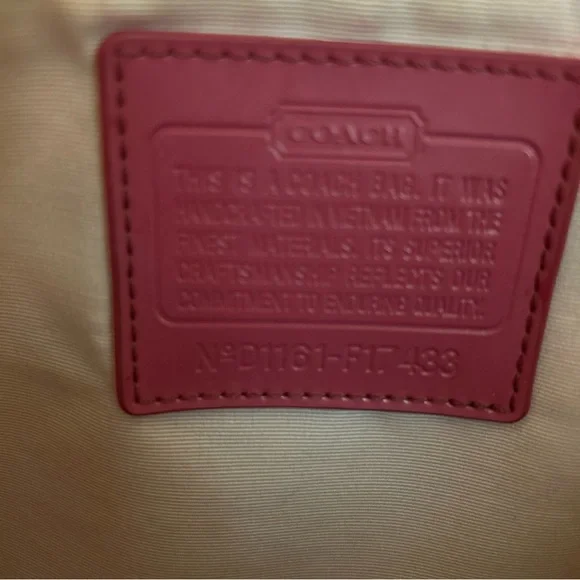 COACH
THIS IS A COACH BAG. IT WAS
HANDCRAFTED IN VIETNAM FROM THE
FINEST MATERIALS. ITS SUPERIOR
CRAFTSMANSHIP REFLECTS OUR
COMMITMENT TO ENDURING QUALITY.
Nº D1161-F17433